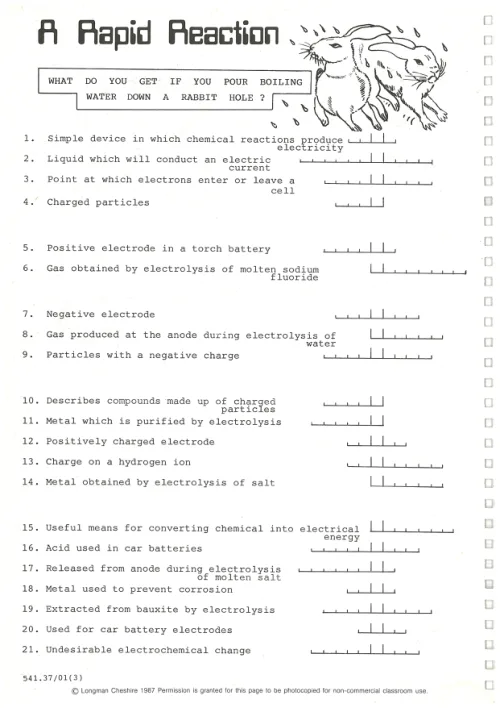 A Rapid Reaction
WHAT DO YOU GET IF YOU POUR BOILING
WATER DOWN A RABBIT HOLE ?
1. Simple device in which chemical reactions produce
electricity
2. Liquid which will conduct an electric
current
3. Point at which electrons enter or leave a
cell
4. Charged particles
5. Positive electrode in a torch battery
6. Gas obtained by electrolysis of molten sodium
fluoride
7. Negative electrode
8. Gas produced at the anode during electrolysis of
water
9. Particles with a negative charge
10. Describes compounds made up of charged
particles
11. Metal which is purified by electrolysis
12. Positively charged electrode
13. Charge on a hydrogen ion
14. Metal obtained by electrolysis of salt
15. Useful means for converting chemical into electrical
energy
16. Acid used in car batteries
17. Released from anode during electrolysis
of molten salt
18. Metal used to prevent corrosion
19. Extracted from bauxite by electrolysis
20. Used for car battery electrodes
21. Undesirable electrochemical change
541.37/01(3)
© Longman Cheshire 1987 Permission is granted for this page to be photocopied for non-commercial classroom use.